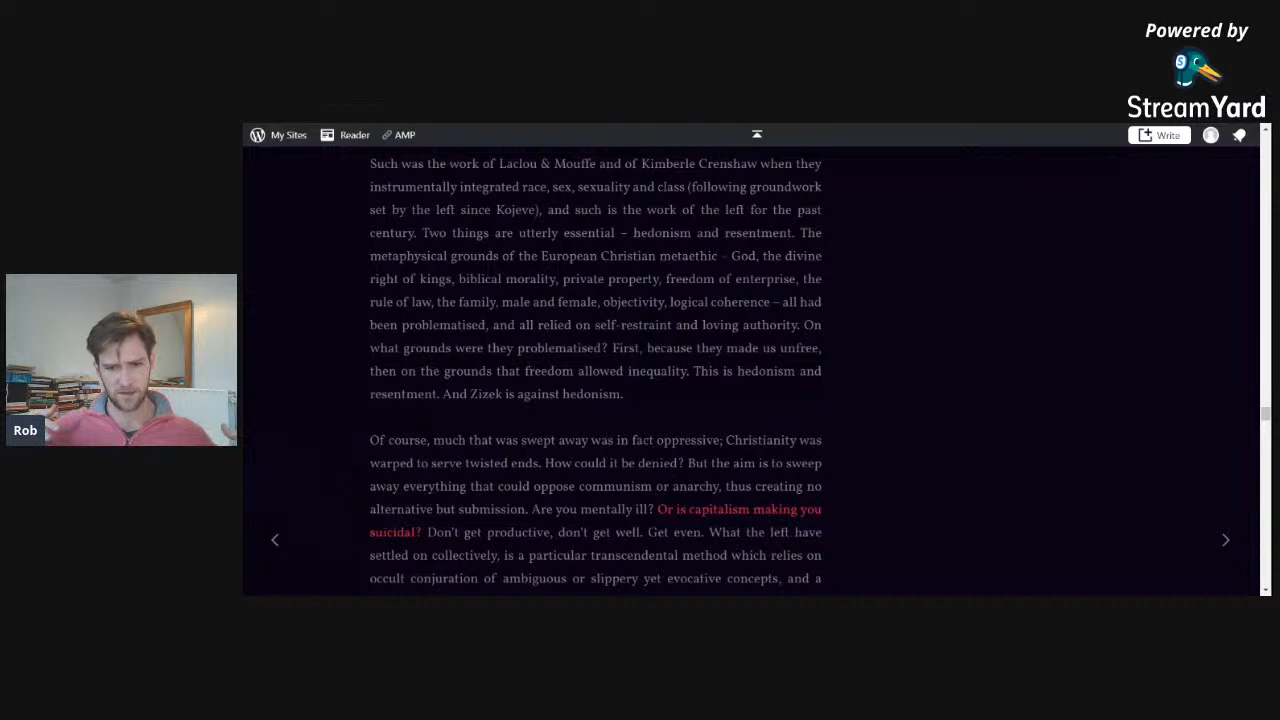 Powered by
StreamYard
My Sites
Reader
AMP
Write
Such was the work of Laclou & Mouffe and of Kimberle Crenshaw when they
instrumentally integrated race, sex, sexuality and class (following groundwork
set by the left since Kojeve), and such is the work of the left for the past
century. Two things are utterly essential – hedonism and resentment. The
metaphysical grounds of the European Christian metaethic – God, the divine
right of kings, biblical morality, private property, freedom of enterprise, the
rule of law, the family, male and female, objectivity, logical coherence – all had
been problematised, and all relied on self-restraint and loving authority. On
what grounds were they problematised? First, because they made us unfree,
then on the grounds that freedom allowed inequality. This is hedonism and
resentment. And Zizek is against hedonism.
Of course, much that was swept away was in fact oppressive; Christianity was
warped to serve twisted ends. How could it be denied? But the aim is to sweep
away everything that could oppose communism or anarchy, thus creating no
alternative but submission. Are you mentally ill? Or is capitalism making you
suicidal? Don't get productive, don't get well. Get even. What the left have
settled on collectively, is a particular transcendental method which relies on
occult conjuration of ambiguous or slippery yet evocative concepts, and a
Rob